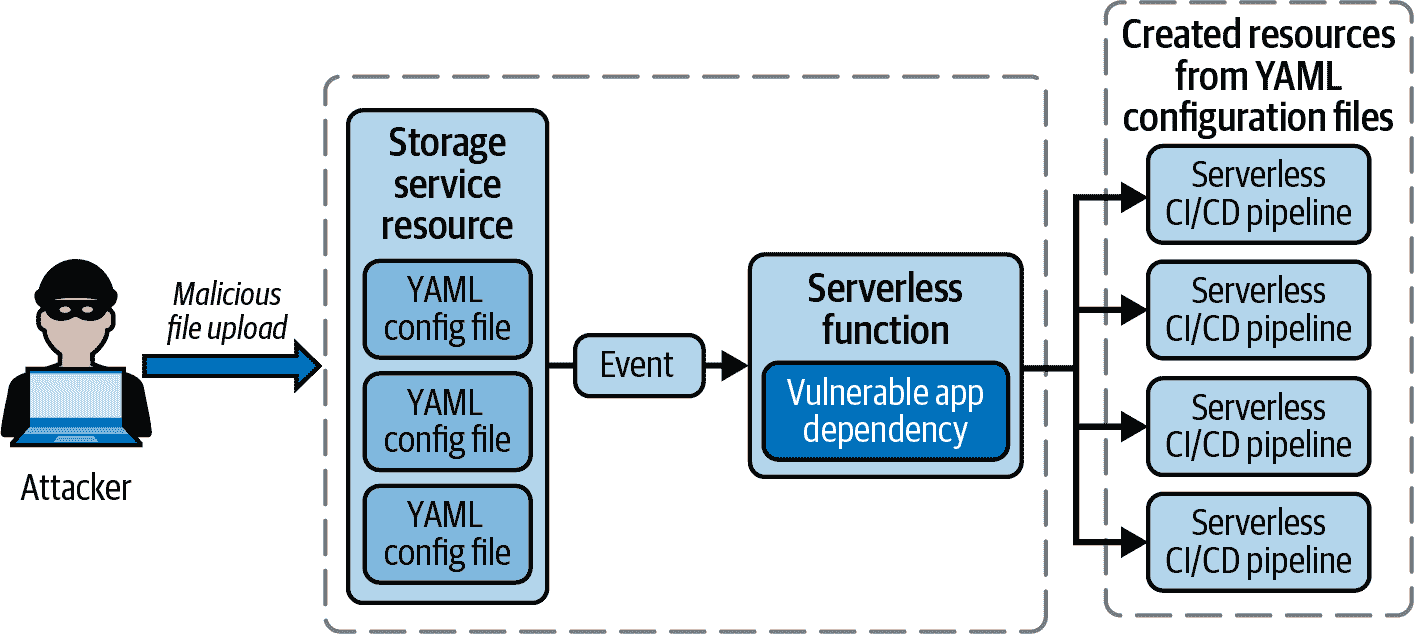 Attacker
Malicious
file upload
Storage
service
resource
YAML
config file
YAML
config file
YAML
config file
Event
Serverless
function
Vulnerable app
dependency
Created resources
from YAML
configuration files
Serverless
CI/CD pipeline
Serverless
CI/CD pipeline
Serverless
CI/CD pipeline
Serverless
CI/CD pipeline